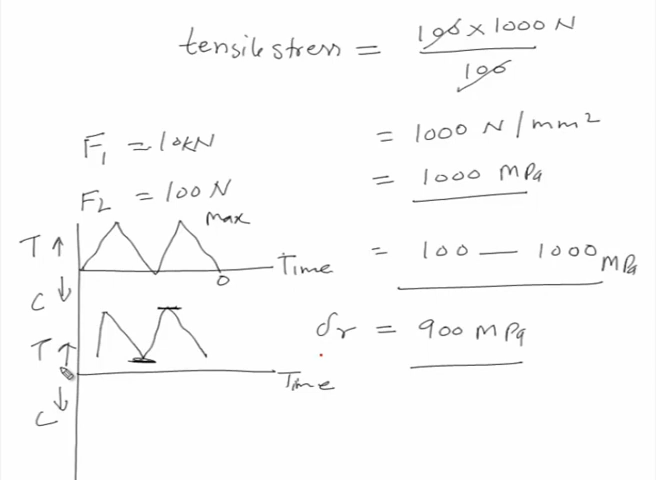 tensile stress = 100 x 1000 N
100
= 1000 N/mm²
= 1000 MPa
F₁ = 10kN
F2 = 100 N
= 100 — 1000 MPa
σr = 900 MPa
max
T ↑
Time
0
C ↓
T ↑
Time
C ↓